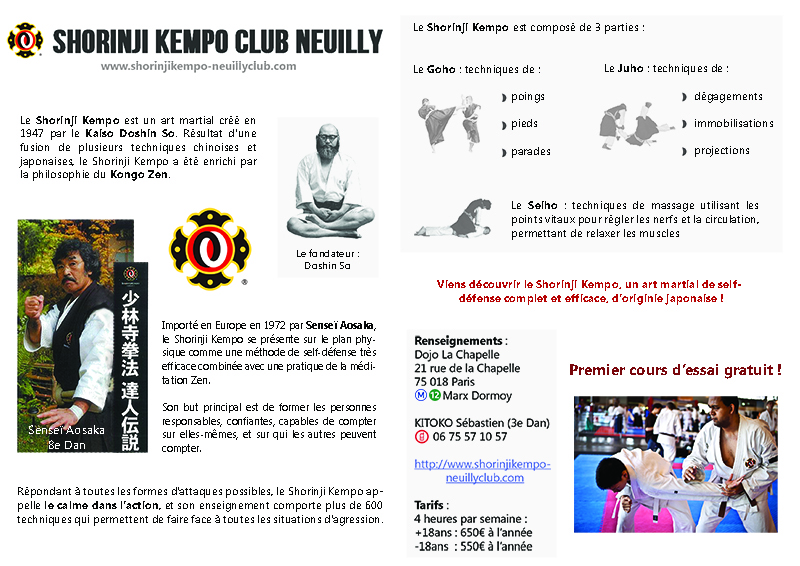 SHORINJI KEMPO CLUB NEUILLY
www.shorinjikempo-neuillyclub.com
Le Shorinji Kempo est un art martial créé en
1947 par le Kaiso Doshin So. Résultat d'une
fusion de plusieurs techniques chinoises et
japonaises, le Shorinji Kempo a été enrichi par
la philosophie du Kongo Zen.
Le fondateur :
Doshin So
®
少林寺拳法 達人伝説
Senseï Aosaka
8e Dan
Importé en Europe en 1972 par Senseï Aosaka,
le Shorinji Kempo se présente sur le plan phy-
sique comme une méthode de self-défense très
efficace combinée avec une pratique de la médi-
tation Zen.
Son but principal est de former les personnes
responsables, confiantes, capables de compter
sur elles-mêmes, et sur qui les autres peuvent
compter.
Répondant à toutes les formes d'attaques possibles, le Shorinji Kempo ap-
pelle le calme dans l'action, et son enseignement comporte plus de 600
techniques qui permettent de faire face à toutes les situations d'agression.
Le Shorinji Kempo est composé de 3 parties :
Le Goho : techniques de :
poings
pieds
parades
Le Juho : techniques de :
dégagements
immobilisations
projections
Le Seiho : techniques de massage utilisant les
points vitaux pour régler les nerfs et la circulation,
permettant de relaxer les muscles
Viens découvrir le Shorinji Kempo, un art martial de self-
défense complet et efficace, d'originie japonaise !
Renseignements :
Dojo La Chapelle
21 rue de la Chapelle
75 018 Paris
M 12 Marx Dormoy
KITOKO Sébastien (3e Dan)
06 75 57 10 57
http://www.shorinjikempo-
neuillyclub.com
Tarifs :
4 heures par semaine :
+18ans : 650€ à l'année
-18ans : 550€ à l'année
Premier cours d'essai gratuit !